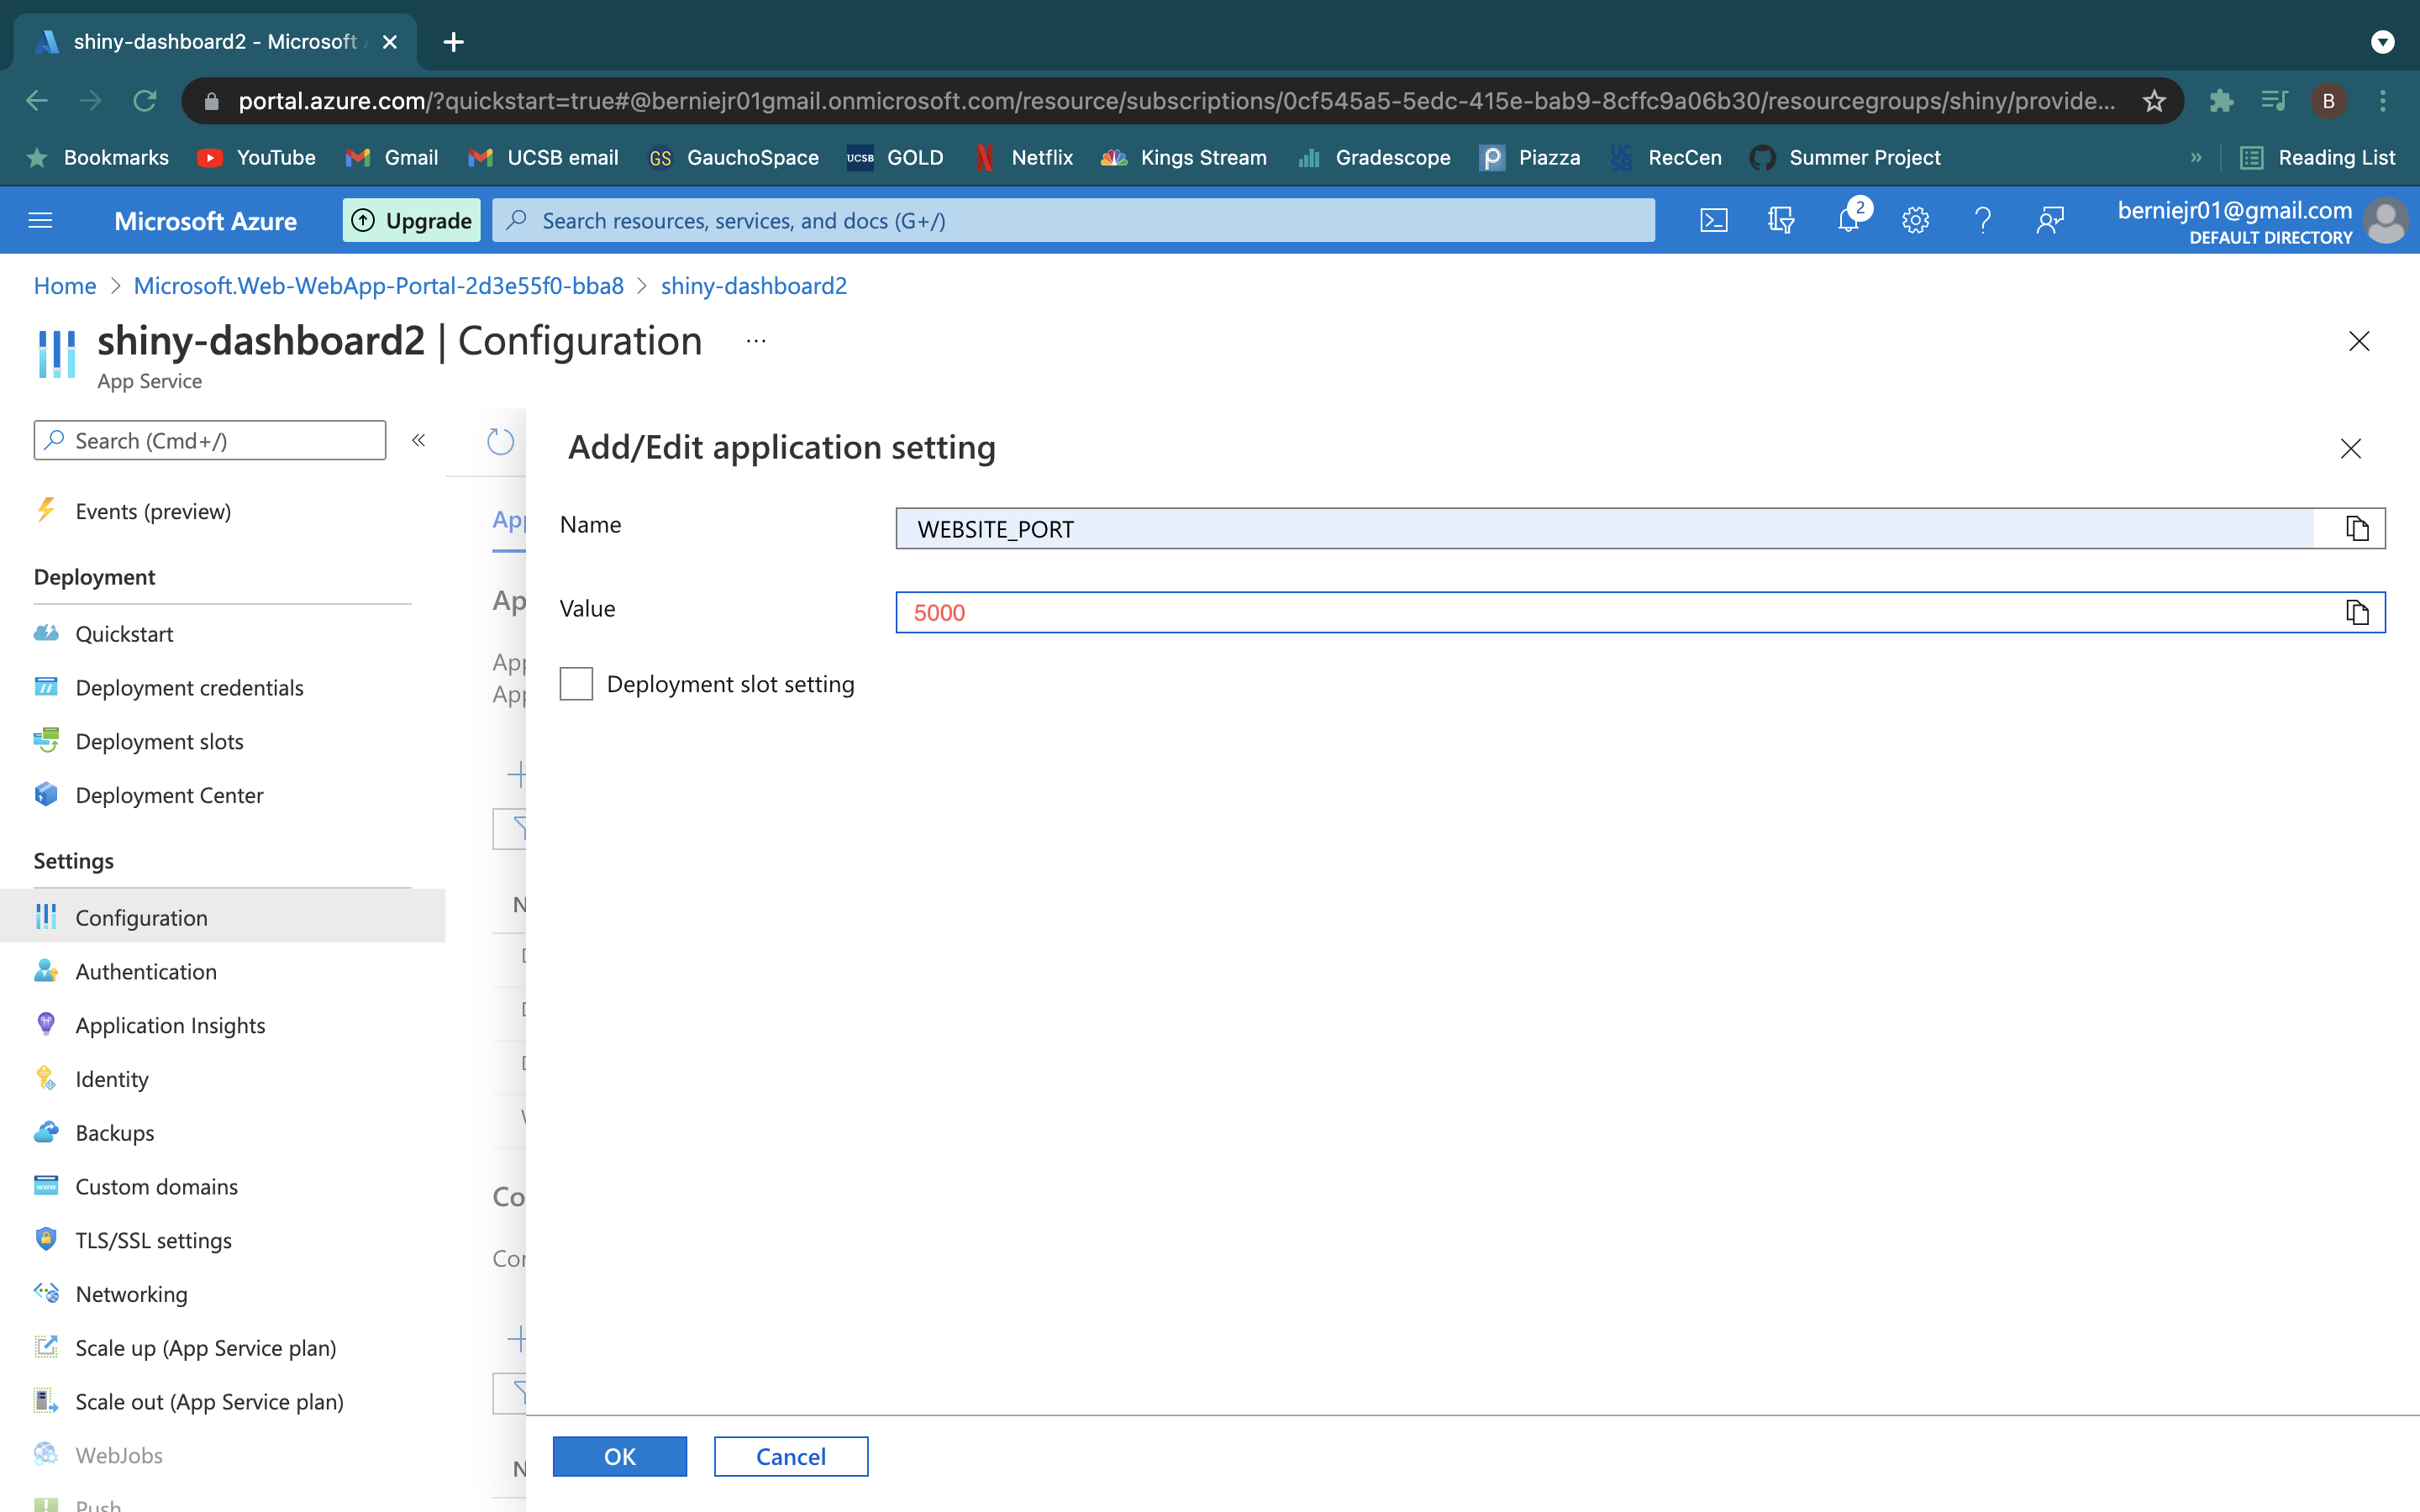 shiny-dashboard2 - Microsoft
portal.azure.com/?quickstart=true#@berniejr01gmail.onmicrosoft.com/resource/subscriptions/0cf545a5-5edc-415e-bab9-8cffc9a06b30/resourcegroups/shiny/provide...
B
Bookmarks YouTube Gmail UCSB email GS GauchoSpace UCSB GOLD Netflix Kings Stream Gradescope Piazza RecCen Summer Project » Reading List
Microsoft Azure Upgrade Search resources, services, and docs (G+/) 2 berniejr01@gmail.com
DEFAULT DIRECTORY
Home > Microsoft.Web-WebApp-Portal-2d3e55f0-bba8 > shiny-dashboard2
shiny-dashboard2 | Configuration ...
App Service
Search (Cmd+/) «
Events (preview)
Deployment
Quickstart
Deployment credentials
Deployment slots
Deployment Center
Settings
Configuration
Authentication
Application Insights
Identity
Backups
Custom domains
TLS/SSL settings
Networking
Scale up (App Service plan)
Scale out (App Service plan)
WebJobs
Push
Add/Edit application setting
Name WEBSITE_PORT
Value 5000
Deployment slot setting
OK Cancel